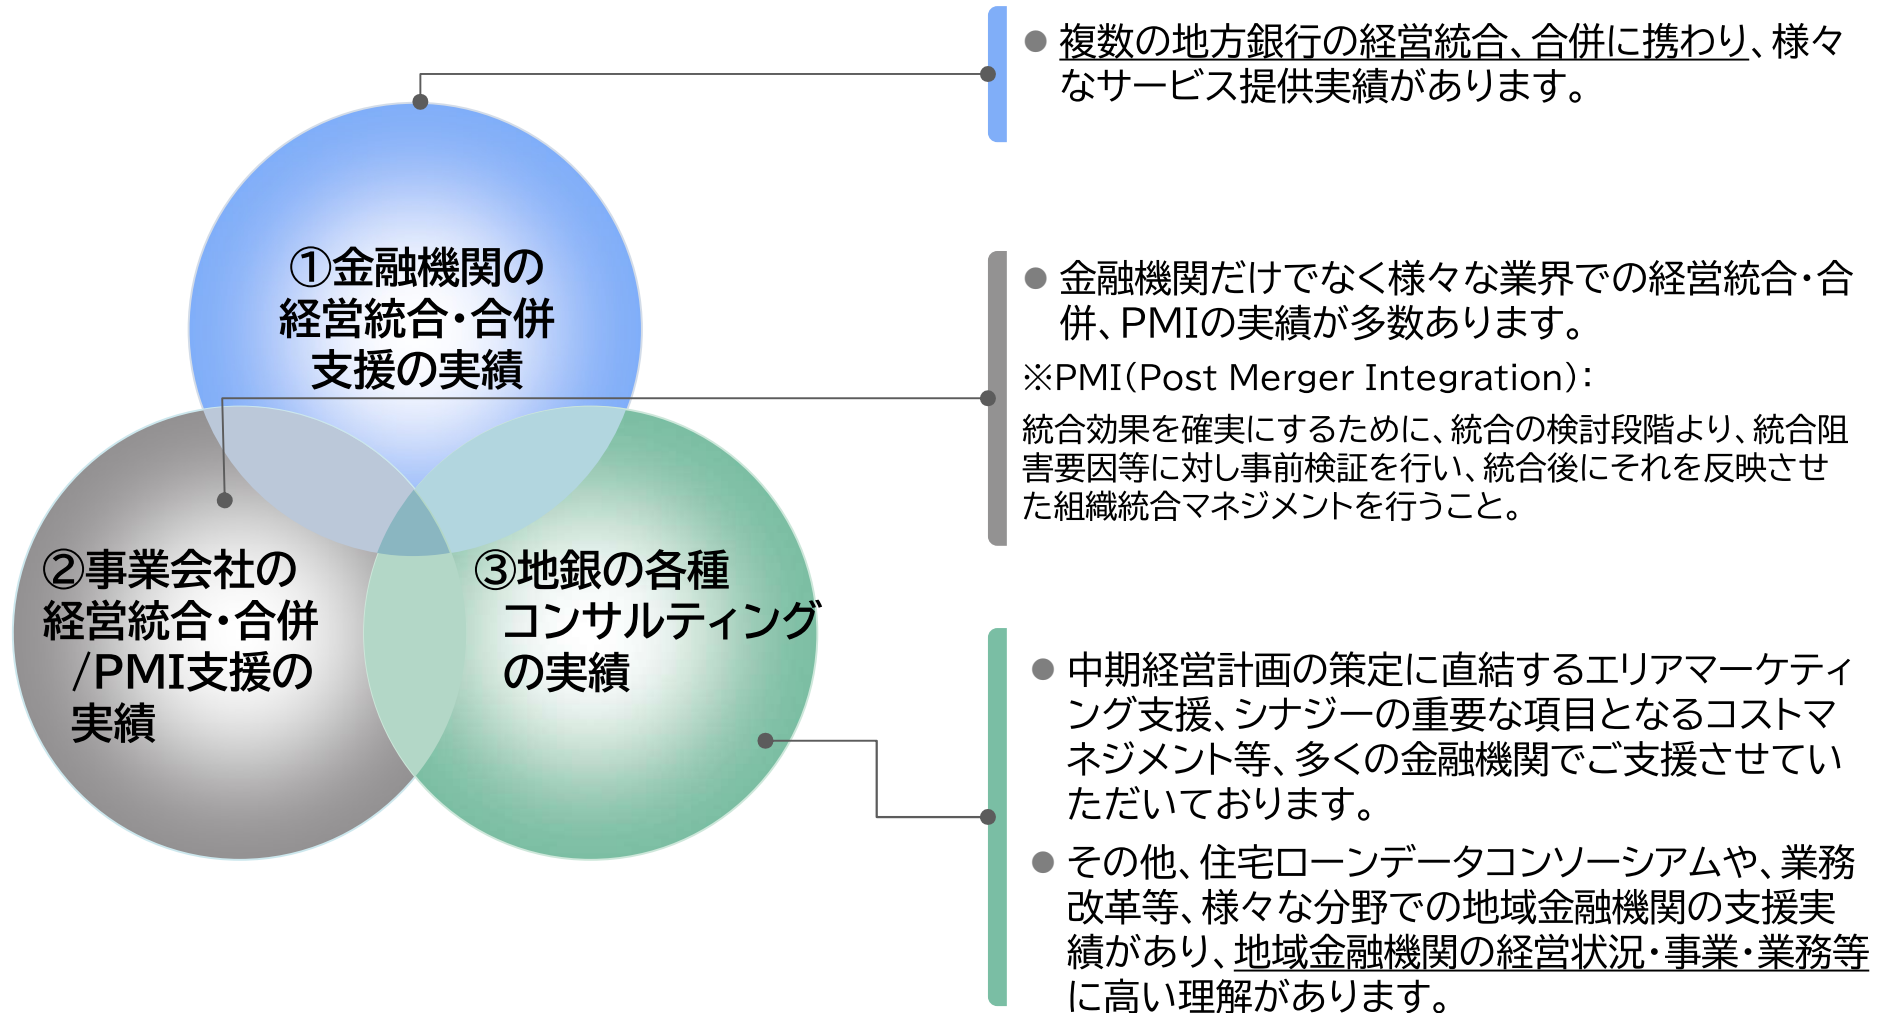 ①金融機関の
経営統合・合併
支援の実績
②事業会社の
経営統合・合併
/PMI支援の
実績
③地銀の各種
コンサルティング
の実績
● 複数の地方銀行の経営統合、合併に携わり、様々
なサービス提供実績があります。
● 金融機関だけでなく様々な業界での経営統合・合
併、PMIの実績が多数あります。
※PMI(Post Merger Integration):
統合効果を確実にするために、統合の検討段階より、統合阻
害要因等に対し事前検証を行い、統合後にそれを反映させ
た組織統合マネジメントを行うこと。
● 中期経営計画の策定に直結するエリアマーケティ
ング支援、シナジーの重要な項目となるコストマ
ネジメント等、多くの金融機関でご支援させてい
ただいております。
● その他、住宅ローンデータコンソーシアムや、業務
改革等、様々な分野での地域金融機関の支援実
績があり、地域金融機関の経営状況・事業・業務等
に高い理解があります。